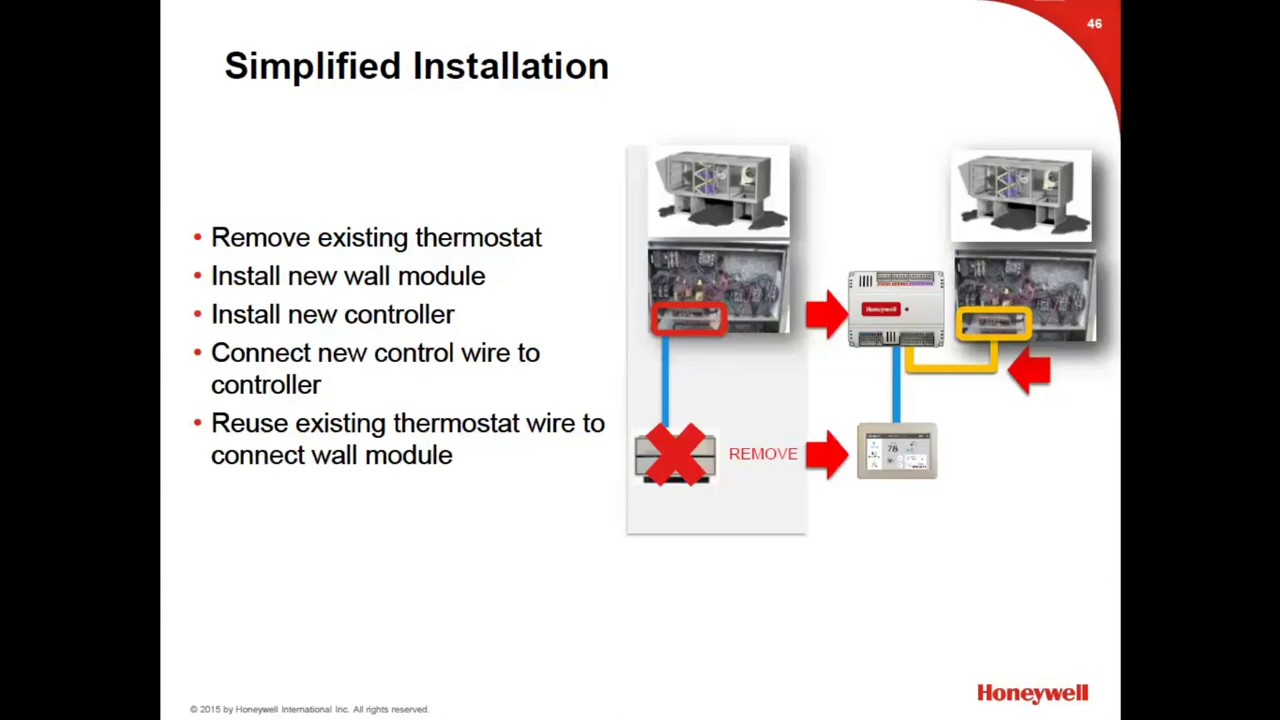 46
Simplified Installation
• Remove existing thermostat
• Install new wall module
• Install new controller
• Connect new control wire to
controller
• Reuse existing thermostat wire to
connect wall module
Honeywell
REMOVE
78
© 2015 by Honeywell International Inc. All rights reserved.
Honeywell